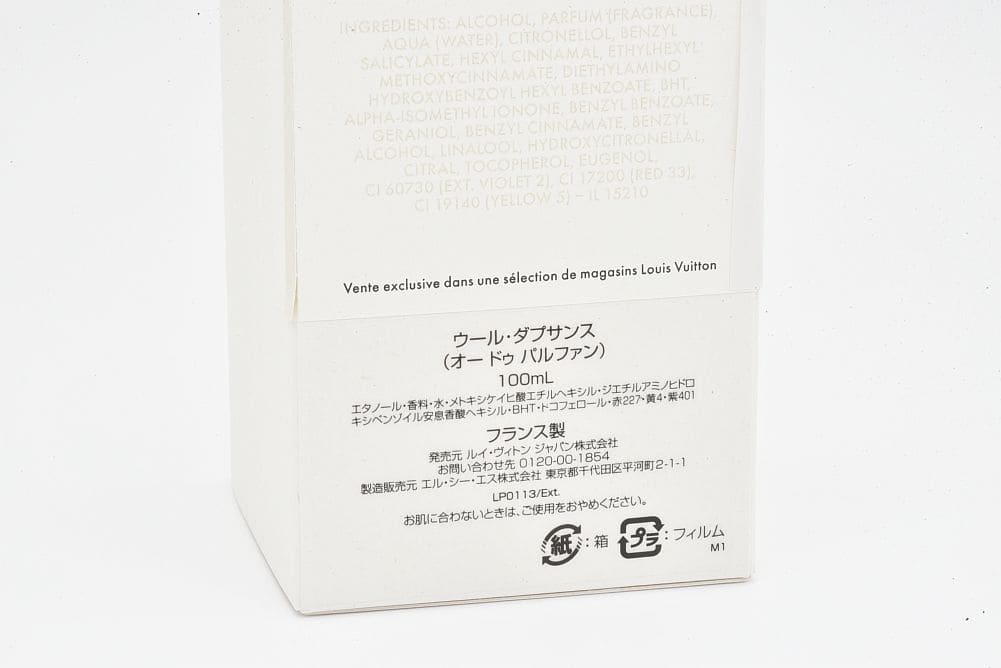 INGREDIENTS: ALCOHOL, PARFUM (FRAGRANCE),
AQUA (WATER), CITRONELLOL, BENZYL
SALICYLATE, HEXYL CINNAMAL, ETHYLHEXYL
METHOXYCINNAMATE, DIETHYLAMINO
HYDROXYBENZOYL HEXYL BENZOATE, BHT,
ALPHA-ISOMETHYL IONONE, BENZYL BENZOATE,
GERANIOL, BENZYL CINNAMATE, BENZYL
ALCOHOL, LINALOOL, HYDROXYCITRONELLAL,
CITRAL, TOCOPHEROL, EUGENOL,
CI 60730 (EXT. VIOLET 2), CI 17200 (RED 33),
CI 19140 (YELLOW 5) – IL 15210
Vente exclusive dans une sélection de magasins Louis Vuitton
ウール・ダプサンス
(オー ドゥ パルファン)
100mL
エタノール・香料・水・メトキシケイヒ酸エチルヘキシル・ジエチルアミノヒドロ
キシベンゾイル安息香酸ヘキシル・BHT・トコフェロール・赤227・黄4・紫401
フランス製
発売元 ルイ・ヴィトン ジャパン株式会社
お問い合わせ先 0120-00-1854
製造販売元 エル・シー・エス株式会社 東京都千代田区平河町2-1-1
LP0113/Ext.
お肌に合わないときは、ご使用をおやめください。
紙:箱 プラ:フィルム
M1